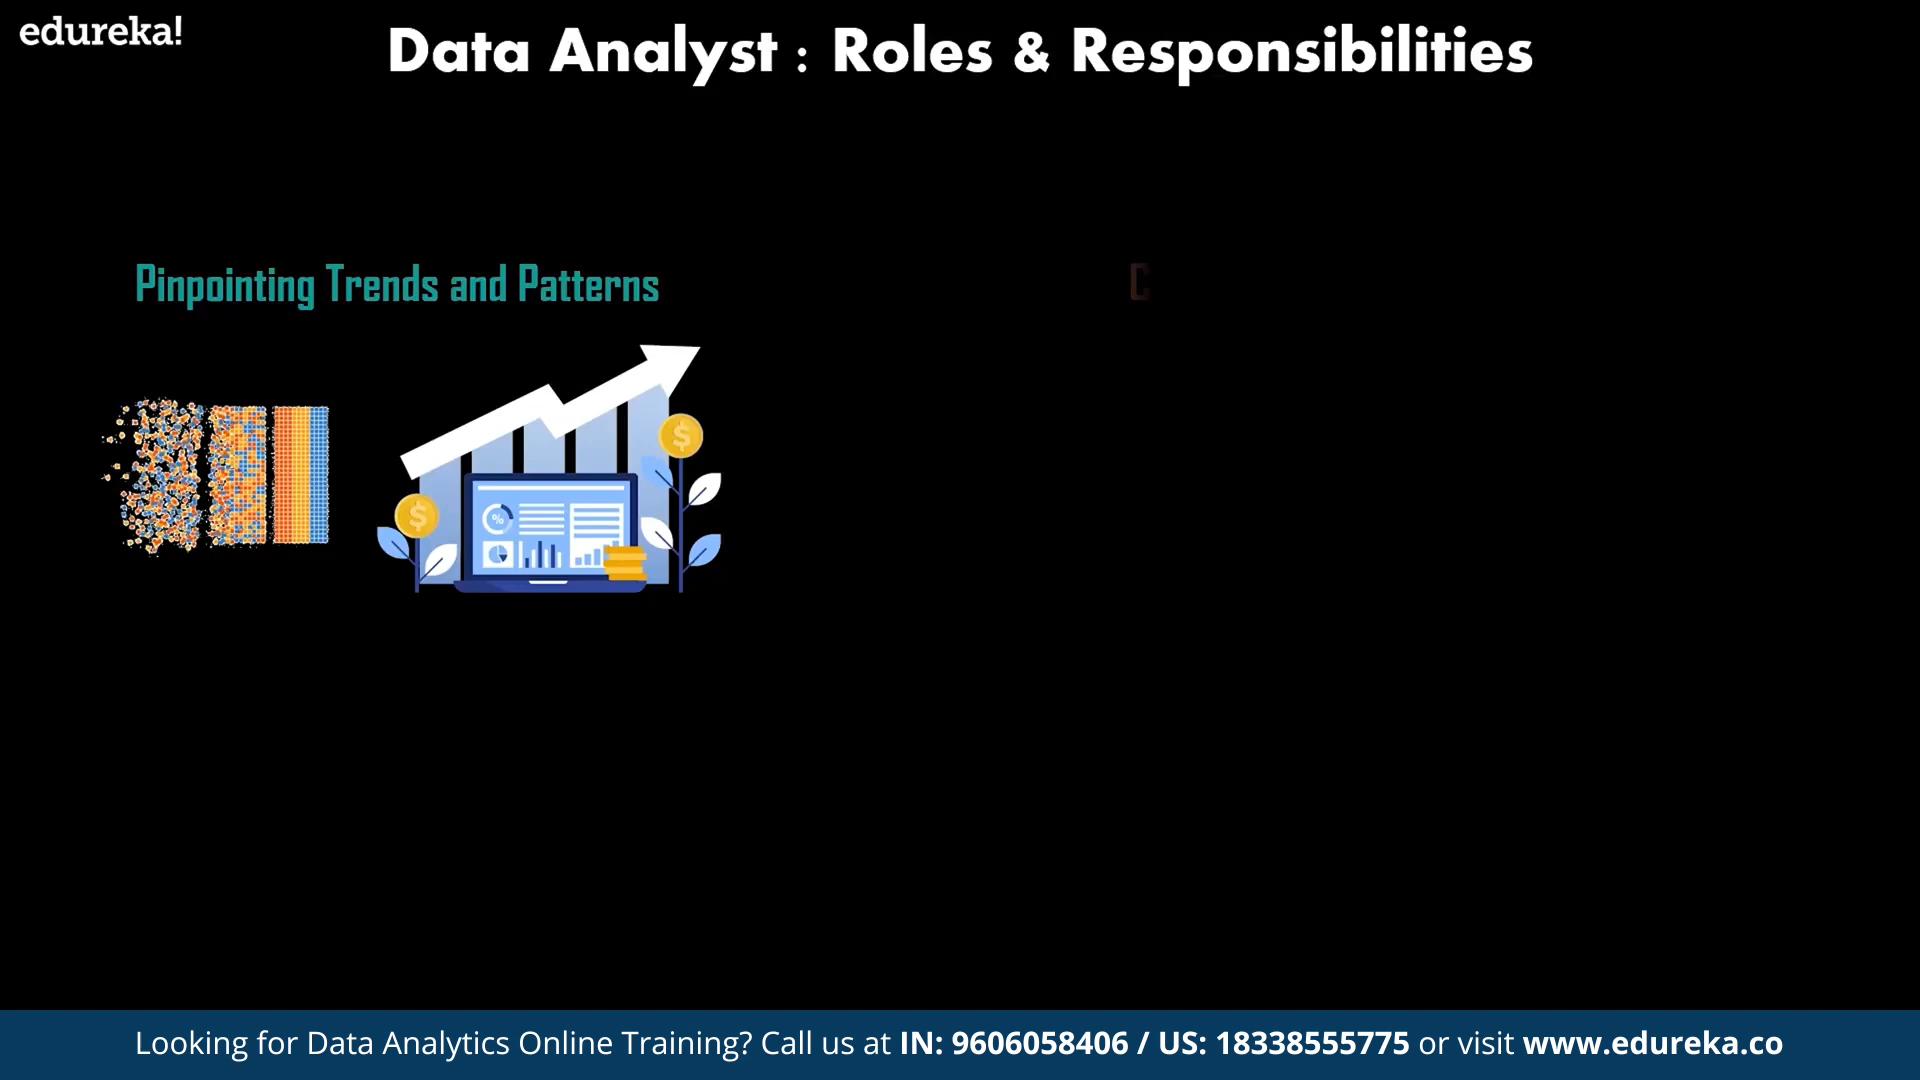 edureka!
Data Analyst : Roles & Responsibilities
Pinpointing Trends and Patterns
C
$
$
%
Looking for Data Analytics Online Training? Call us at IN: 9606058406 / US: 18338555775 or visit www.edureka.co